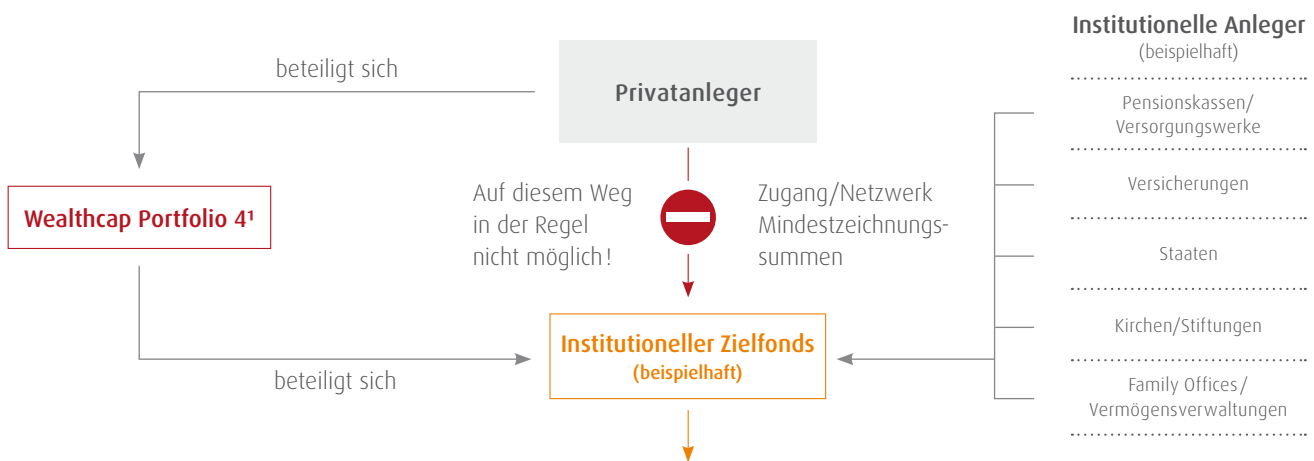 Institutionelle Anleger
(beispielhaft)
beteiligt sich
Privatanleger
Pensionskassen/
Versorgungswerke
Versicherungen
Staaten
Kirchen/Stiftungen
Family Offices/
Vermögensverwaltungen
Wealthcap Portfolio 4¹
Auf diesem Weg
in der Regel
nicht möglich!
Zugang/Netzwerk
Mindestzeichnungs-
summen
Institutioneller Zielfonds
(beispielhaft)
beteiligt sich